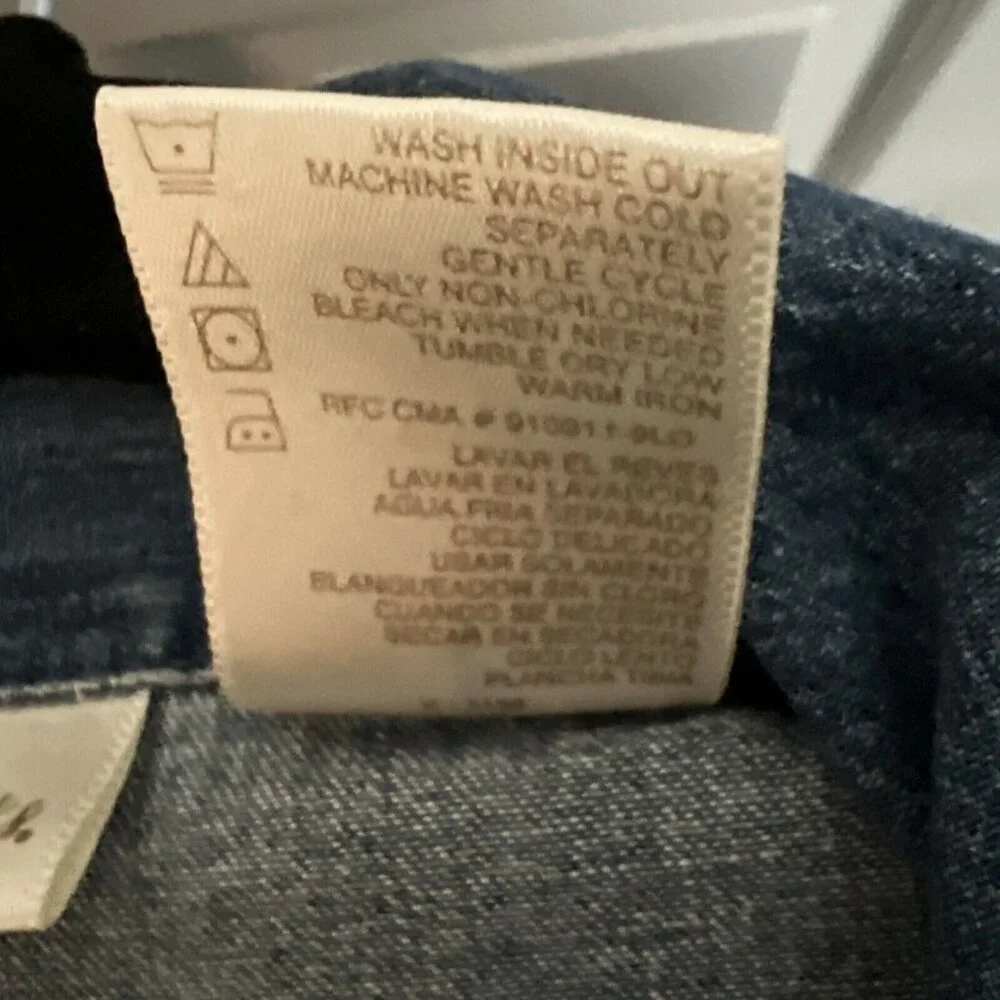 WASH INSIDE OUT
MACHINE WASH COLD
SEPARATELY
GENTLE CYCLE
ONLY NON-CHLORINE
BLEACH WHEN NEEDED
TUMBLE DRY LOW
WARM IRON
RFC CMA #
LAVAR EL REVES
LAVAR EN LAVADORA
AGUA FRIA SEPARADO
CICLO DELICADO
USAR SOLAMENTE
BLANQUEADOR SIN CLORO
CUANDO SE NECESITE
SECAR EN SECADORA
CICLO LENTO
PLANCHA TIBIA